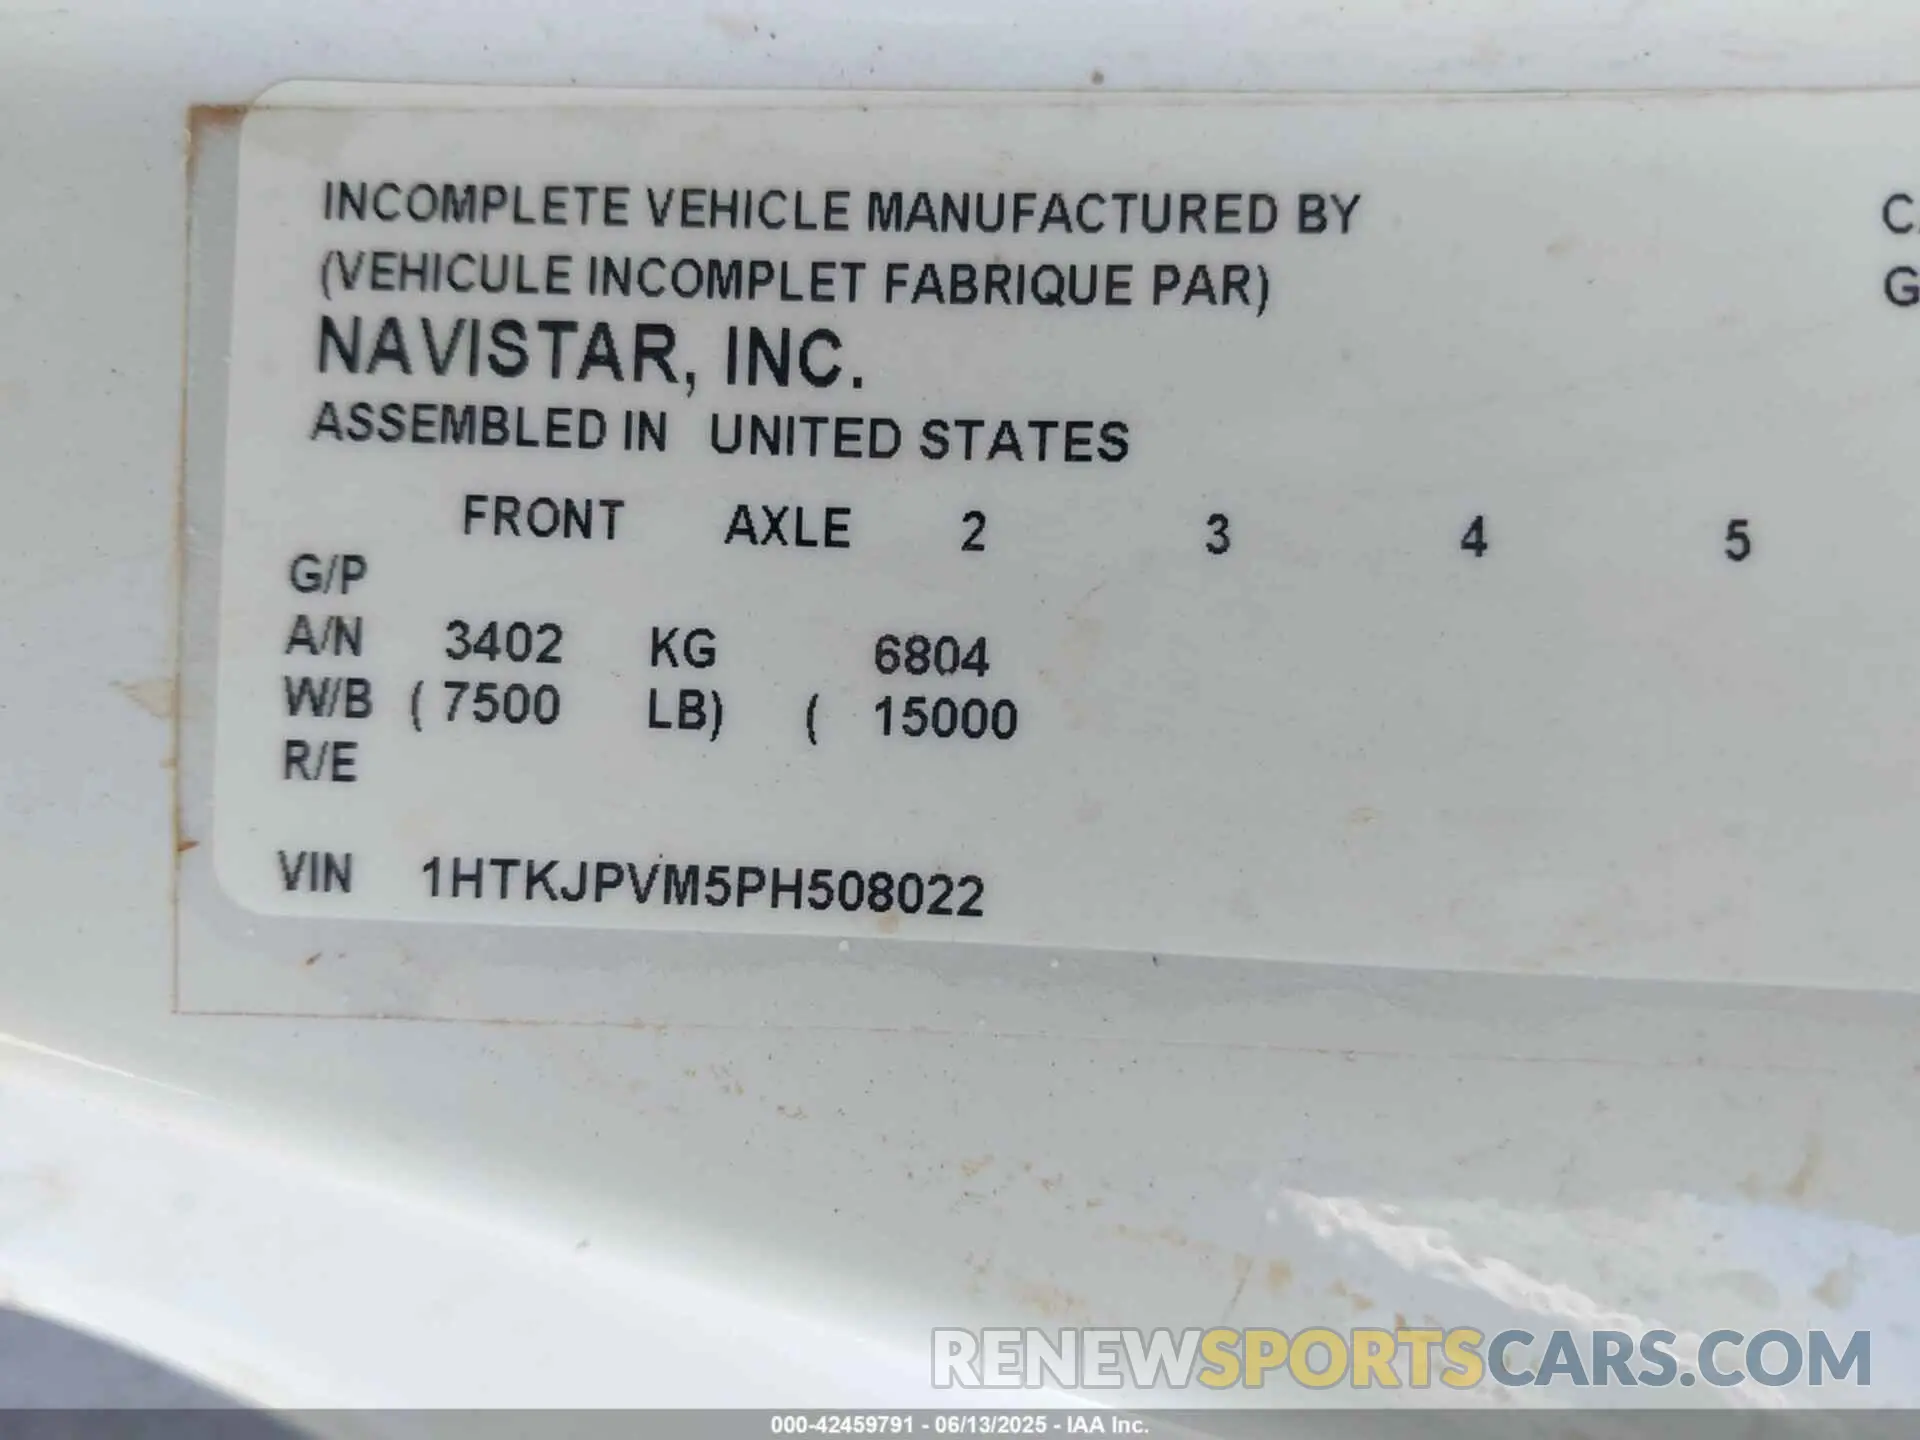 INCOMPLETE VEHICLE MANUFACTURED BY
(VEHICULE INCOMPLET FABRIQUE PAR)
NAVISTAR, INC.
ASSEMBLED IN UNITED STATES
FRONT AXLE 2 3 4 5
G/P
A/N 3402 KG 6804
W/B ( 7500 LB) ( 15000
R/E
VIN 1HTKJPVM5PH508022
RENEWSPORTSCARS.COM
000-42459791 - 06/13/2025 - IAA Inc.